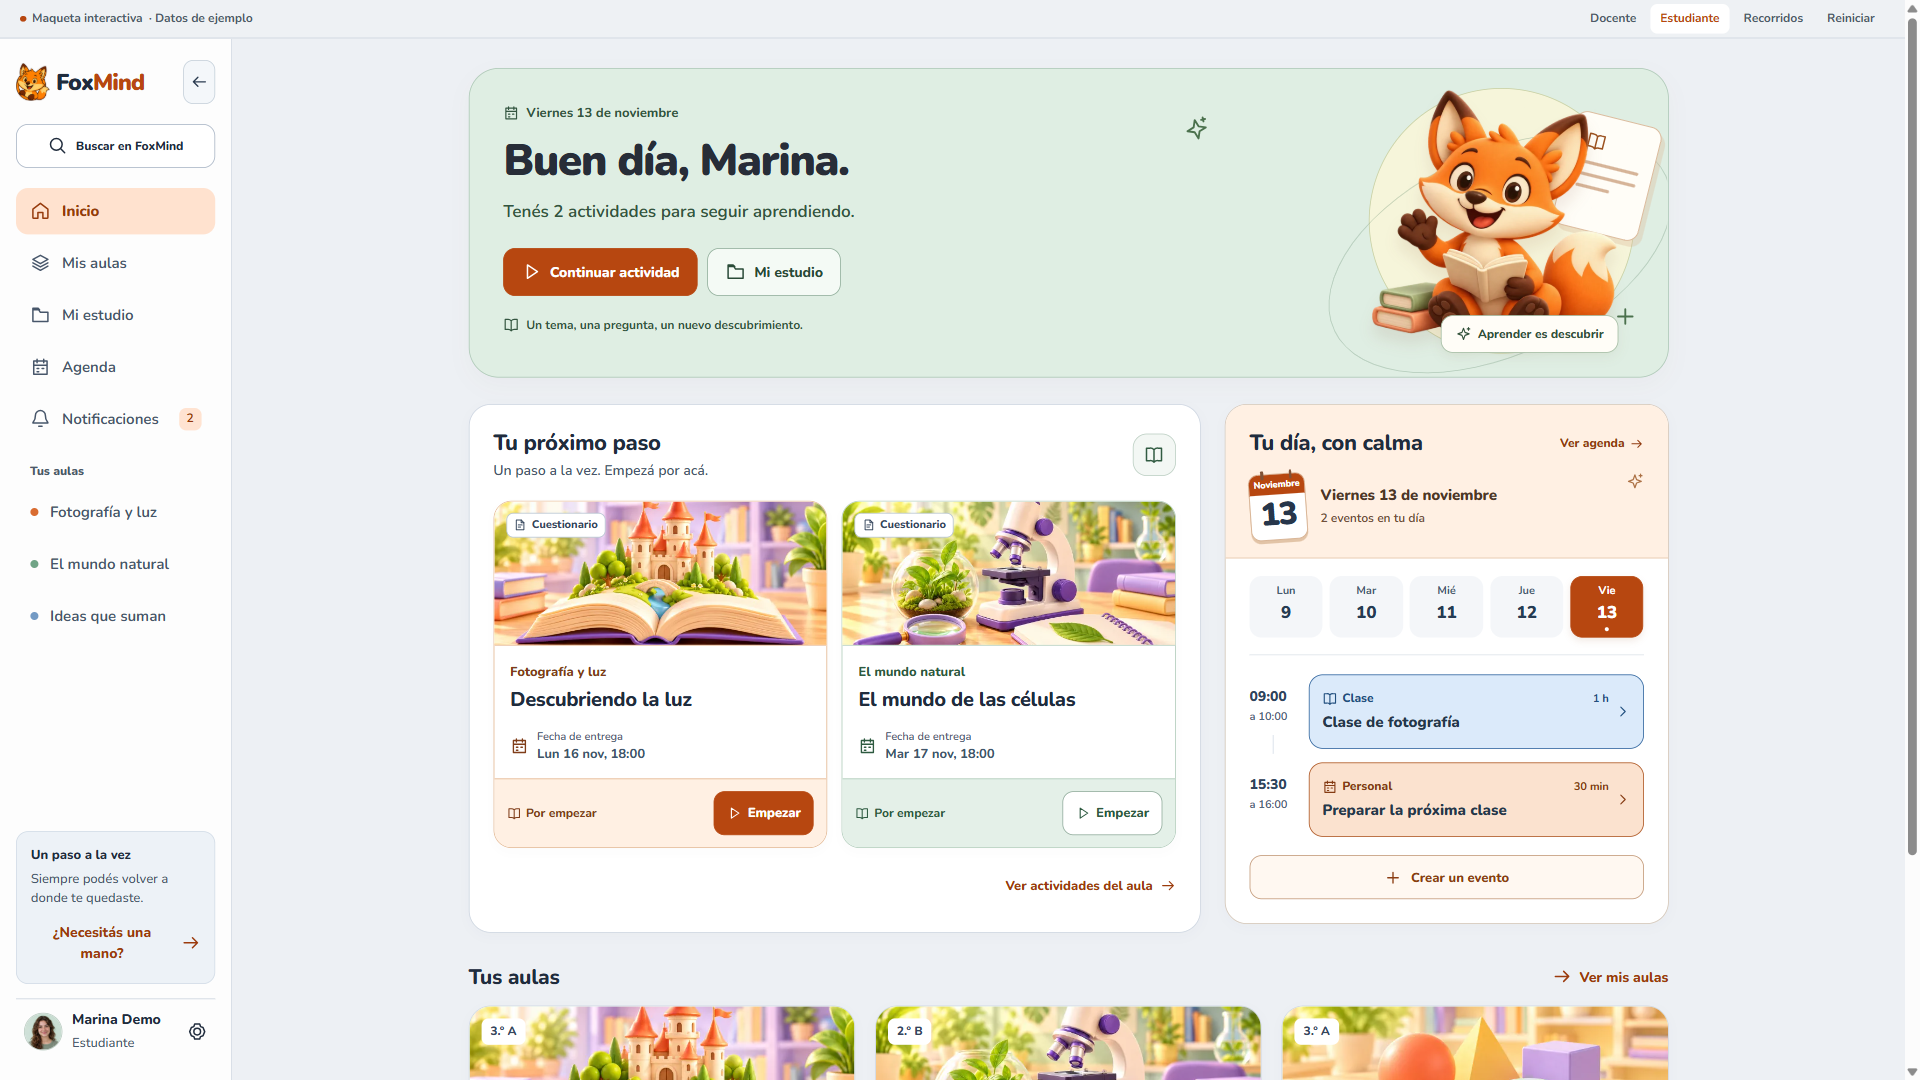 Maqueta interactiva · Datos de ejemplo
Docente
Estudiante
Recorridos
Reiniciar
FoxMind
Buscar en FoxMind
Inicio
Mis aulas
Mi estudio
Agenda
Notificaciones 2
Tus aulas
Fotografía y luz
El mundo natural
Ideas que suman
Un paso a la vez
Siempre podés volver a
donde te quedaste.
¿Necesitás una
mano?
Marina Demo
Estudiante
Viernes 13 de noviembre
Buen día, Marina.
Tenés 2 actividades para seguir aprendiendo.
Continuar actividad
Mi estudio
Un tema, una pregunta, un nuevo descubrimiento.
Aprender es descubrir
Tu próximo paso
Un paso a la vez. Empezá por acá.
Cuestionario
Fotografía y luz
Descubriendo la luz
Fecha de entrega
Lun 16 nov, 18:00
Por empezar
Empezar
Cuestionario
El mundo natural
El mundo de las células
Fecha de entrega
Mar 17 nov, 18:00
Por empezar
Empezar
Ver actividades del aula
Tu día, con calma
Ver agenda
Noviembre
13
Viernes 13 de noviembre
2 eventos en tu día
Lun
9
Mar
10
Mié
11
Jue
12
Vie
13
09:00
a 10:00
Clase
1 h
Clase de fotografía
15:30
a 16:00
Personal
30 min
Preparar la próxima clase
Crear un evento
Tus aulas
Ver mis aulas
3.º A
2.º B
3.º A